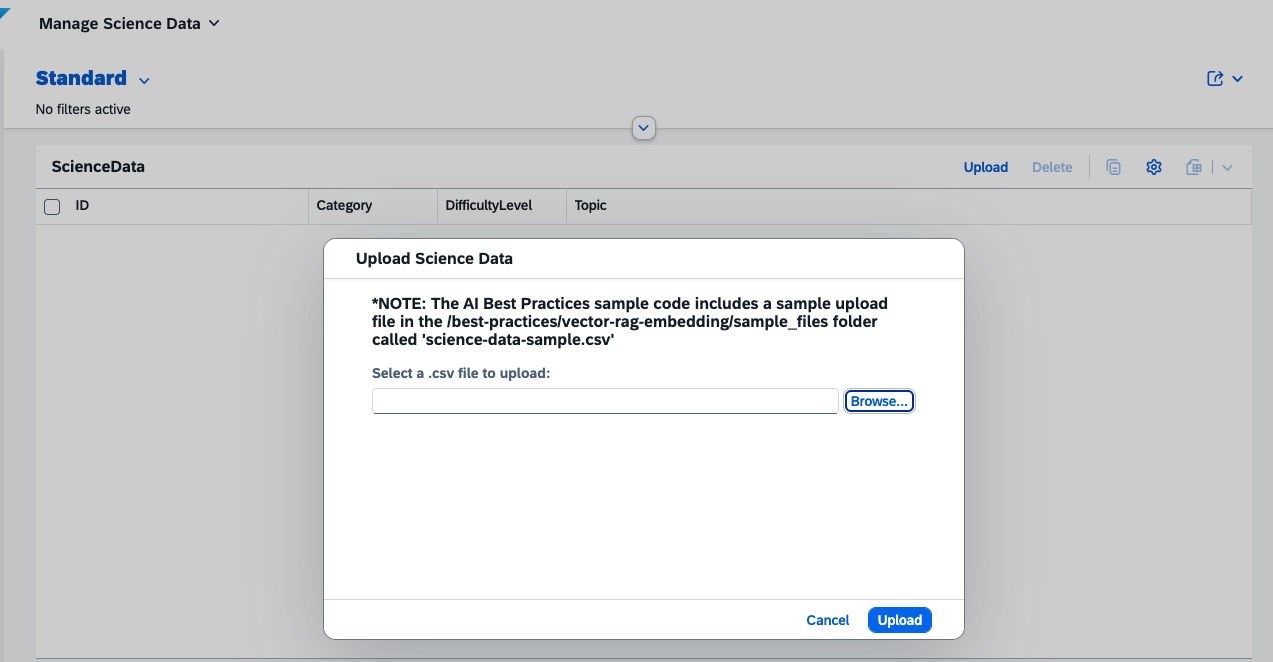 Manage Science Data
Standard
No filters active
ScienceData
Upload
Delete
ID
Category
DifficultyLevel
Topic
Upload Science Data
*NOTE: The AI Best Practices sample code includes a sample upload
file in the /best-practices/vector-rag-embedding/sample_files folder
called 'science-data-sample.csv'
Select a .csv file to upload:
Browse...
Cancel
Upload